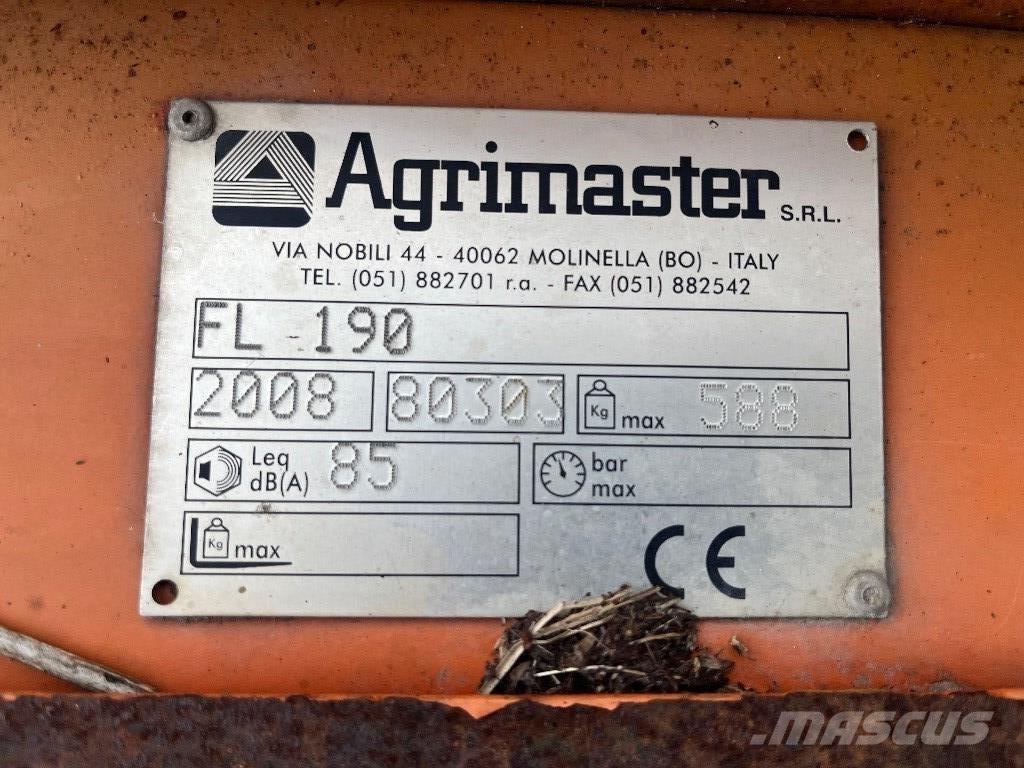 Agrimaster S.R.L.
VIA NOBILI 44 - 40062 MOLINELLA (BO) - ITALY
TEL. (051) 882701 r.a. - FAX (051) 882542
FL 190
2008 80303 Kg max 588
Leq dB(A) 85 bar max
Kg max
CE
MASCUS